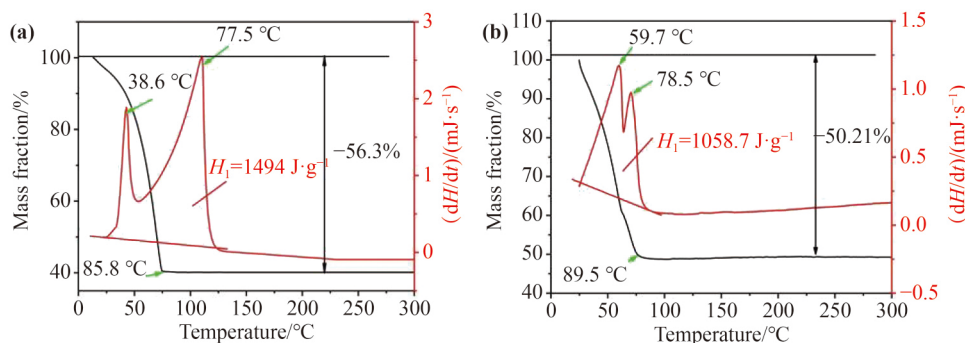 (a)
Mass fraction/%
100
80
60
40
0
50
100
150
200
250
300
Temperature/°C
3
2
1
0
(dH/dt)/(mJ·s⁻¹)
77.5 °C
38.6 °C
−56.3%
H₁=1494 J·g⁻¹
85.8 °C
(b)
Mass fraction/%
110
100
90
80
70
60
50
40
0
50
100
150
200
250
300
Temperature/°C
1.5
1.0
0.5
0.0
−0.5
(dH/dt)/(mJ·s⁻¹)
59.7 °C
78.5 °C
−50.21%
H₁=1058.7 J·g⁻¹
89.5 °C